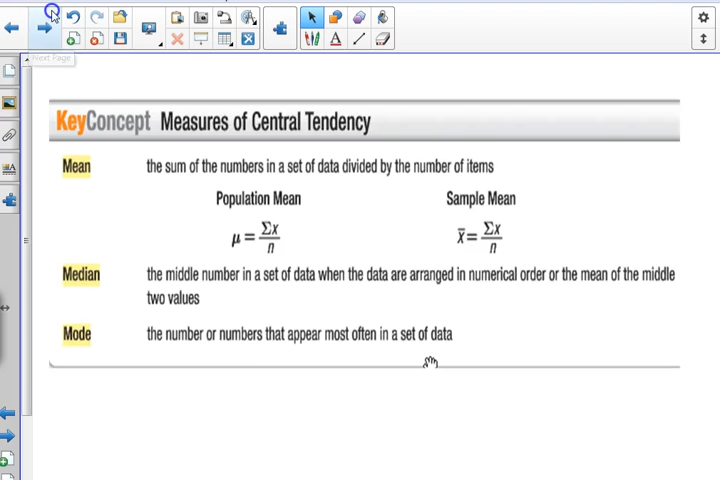 Next Page
KeyConcept Measures of Central Tendency
Mean the sum of the numbers in a set of data divided by the number of items
Population Mean Sample Mean
μ = Σx/n x̄ = Σx/n
Median the middle number in a set of data when the data are arranged in numerical order or the mean of the middle
two values
Mode the number or numbers that appear most often in a set of data